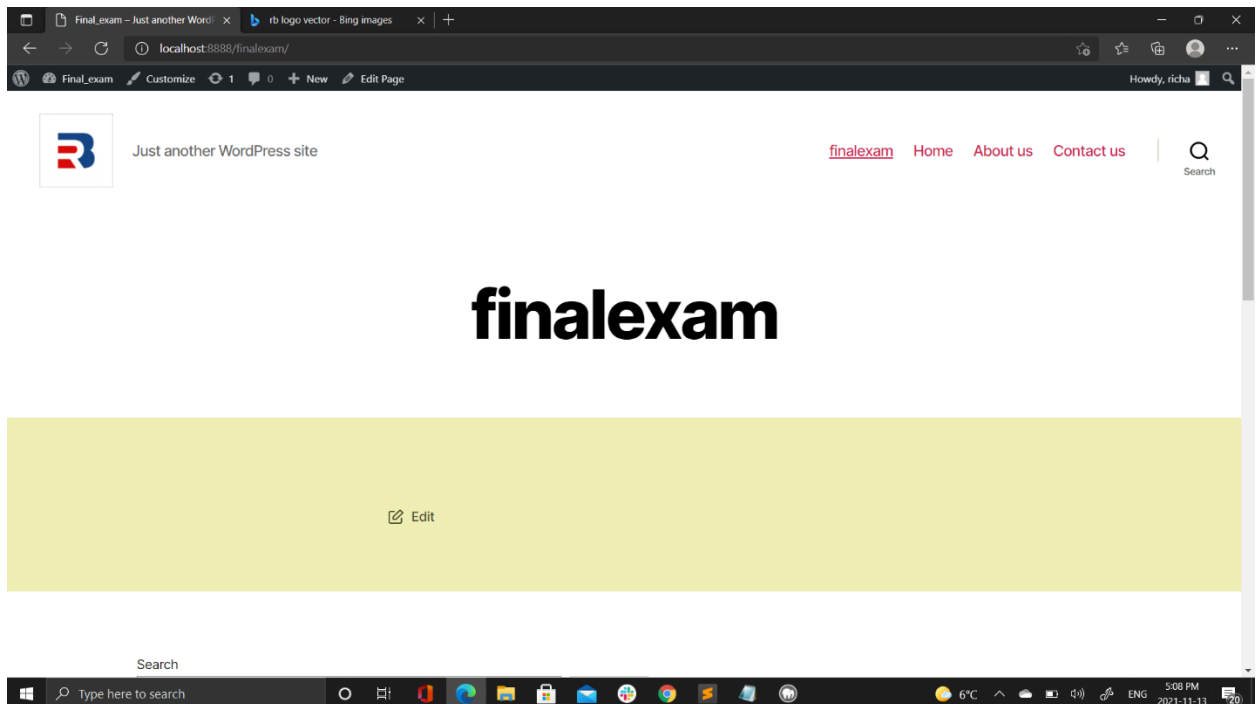 Final_exam – Just another WordP
rb logo vector - Bing images
localhost:8888/finalexam/
Final_exam Customize 1 0 New Edit Page Howdy, richa
RB
Just another WordPress site
finalexam Home About us Contact us
Search
finalexam
Edit
Search
Type here to search
6°C ENG 5:08 PM
2021-11-13
20